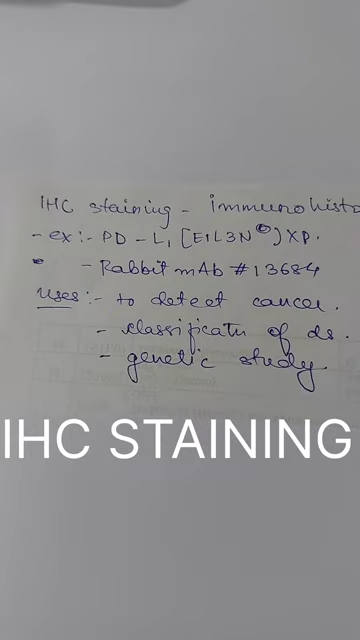 IHC staining - immunohisto
- ex :- PD - L1 [E1L3N®) XP.
- Rabbit mAb #13684
Uses :- to detect cancer.
- classificatn of ds.
- genetic study.
IHC STAINING